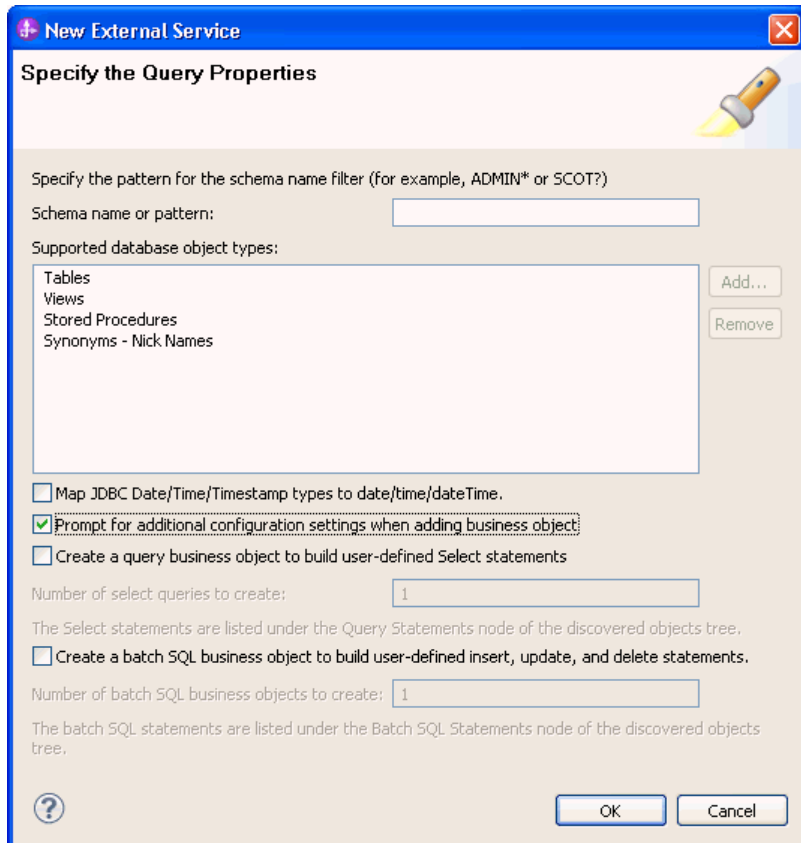 New External Service
Specify the Query Properties
Specify the pattern for the schema name filter (for example, ADMIN* or SCOT?)
Schema name or pattern:
Supported database object types:
Tables
Views
Stored Procedures
Synonyms - Nick Names
Add...
Remove
Map JDBC Date/Time/Timestamp types to date/time/dateTime.
Prompt for additional configuration settings when adding business object
Create a query business object to build user-defined Select statements
Number of select queries to create: 1
The Select statements are listed under the Query Statements node of the discovered objects tree.
Create a batch SQL business object to build user-defined insert, update, and delete statements.
Number of batch SQL business objects to create: 1
The batch SQL statements are listed under the Batch SQL Statements node of the discovered objects
tree.
? OK Cancel